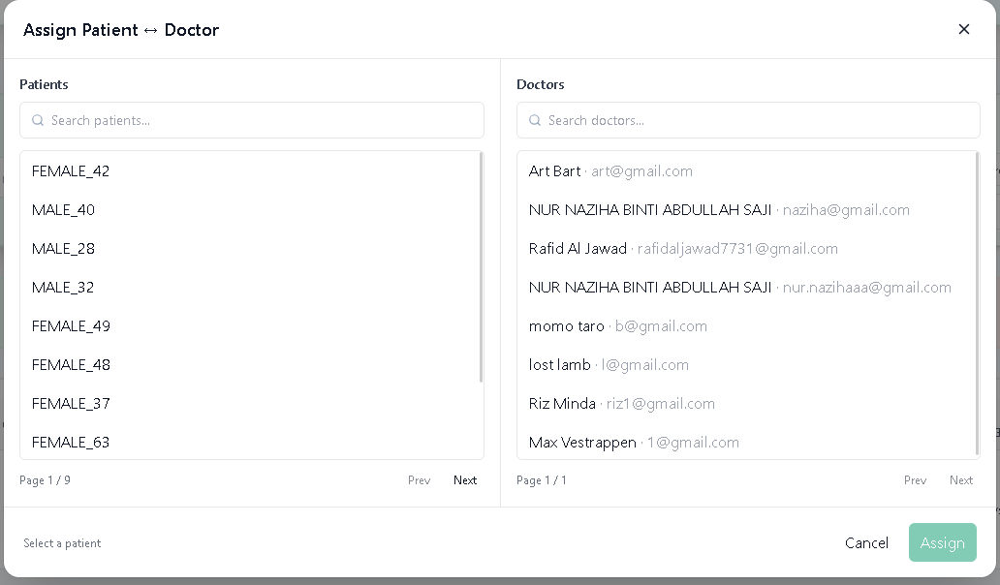 Assign Patient ↔ Doctor
Patients
Search patients...
FEMALE_42
MALE_40
MALE_28
MALE_32
FEMALE_49
FEMALE_48
FEMALE_37
FEMALE_63
Page 1 / 9
Prev
Next
Doctors
Search doctors...
Art Bart · art@gmail.com
NUR NAZIHA BINTI ABDULLAH SAJI · naziha@gmail.com
Rafid Al Jawad · rafidaljawad7731@gmail.com
NUR NAZIHA BINTI ABDULLAH SAJI · nur.nazihaaa@gmail.com
momo taro · b@gmail.com
lost lamb · l@gmail.com
Riz Minda · riz1@gmail.com
Max Vestrappen · 1@gmail.com
Page 1 / 1
Prev
Next
Select a patient
Cancel
Assign